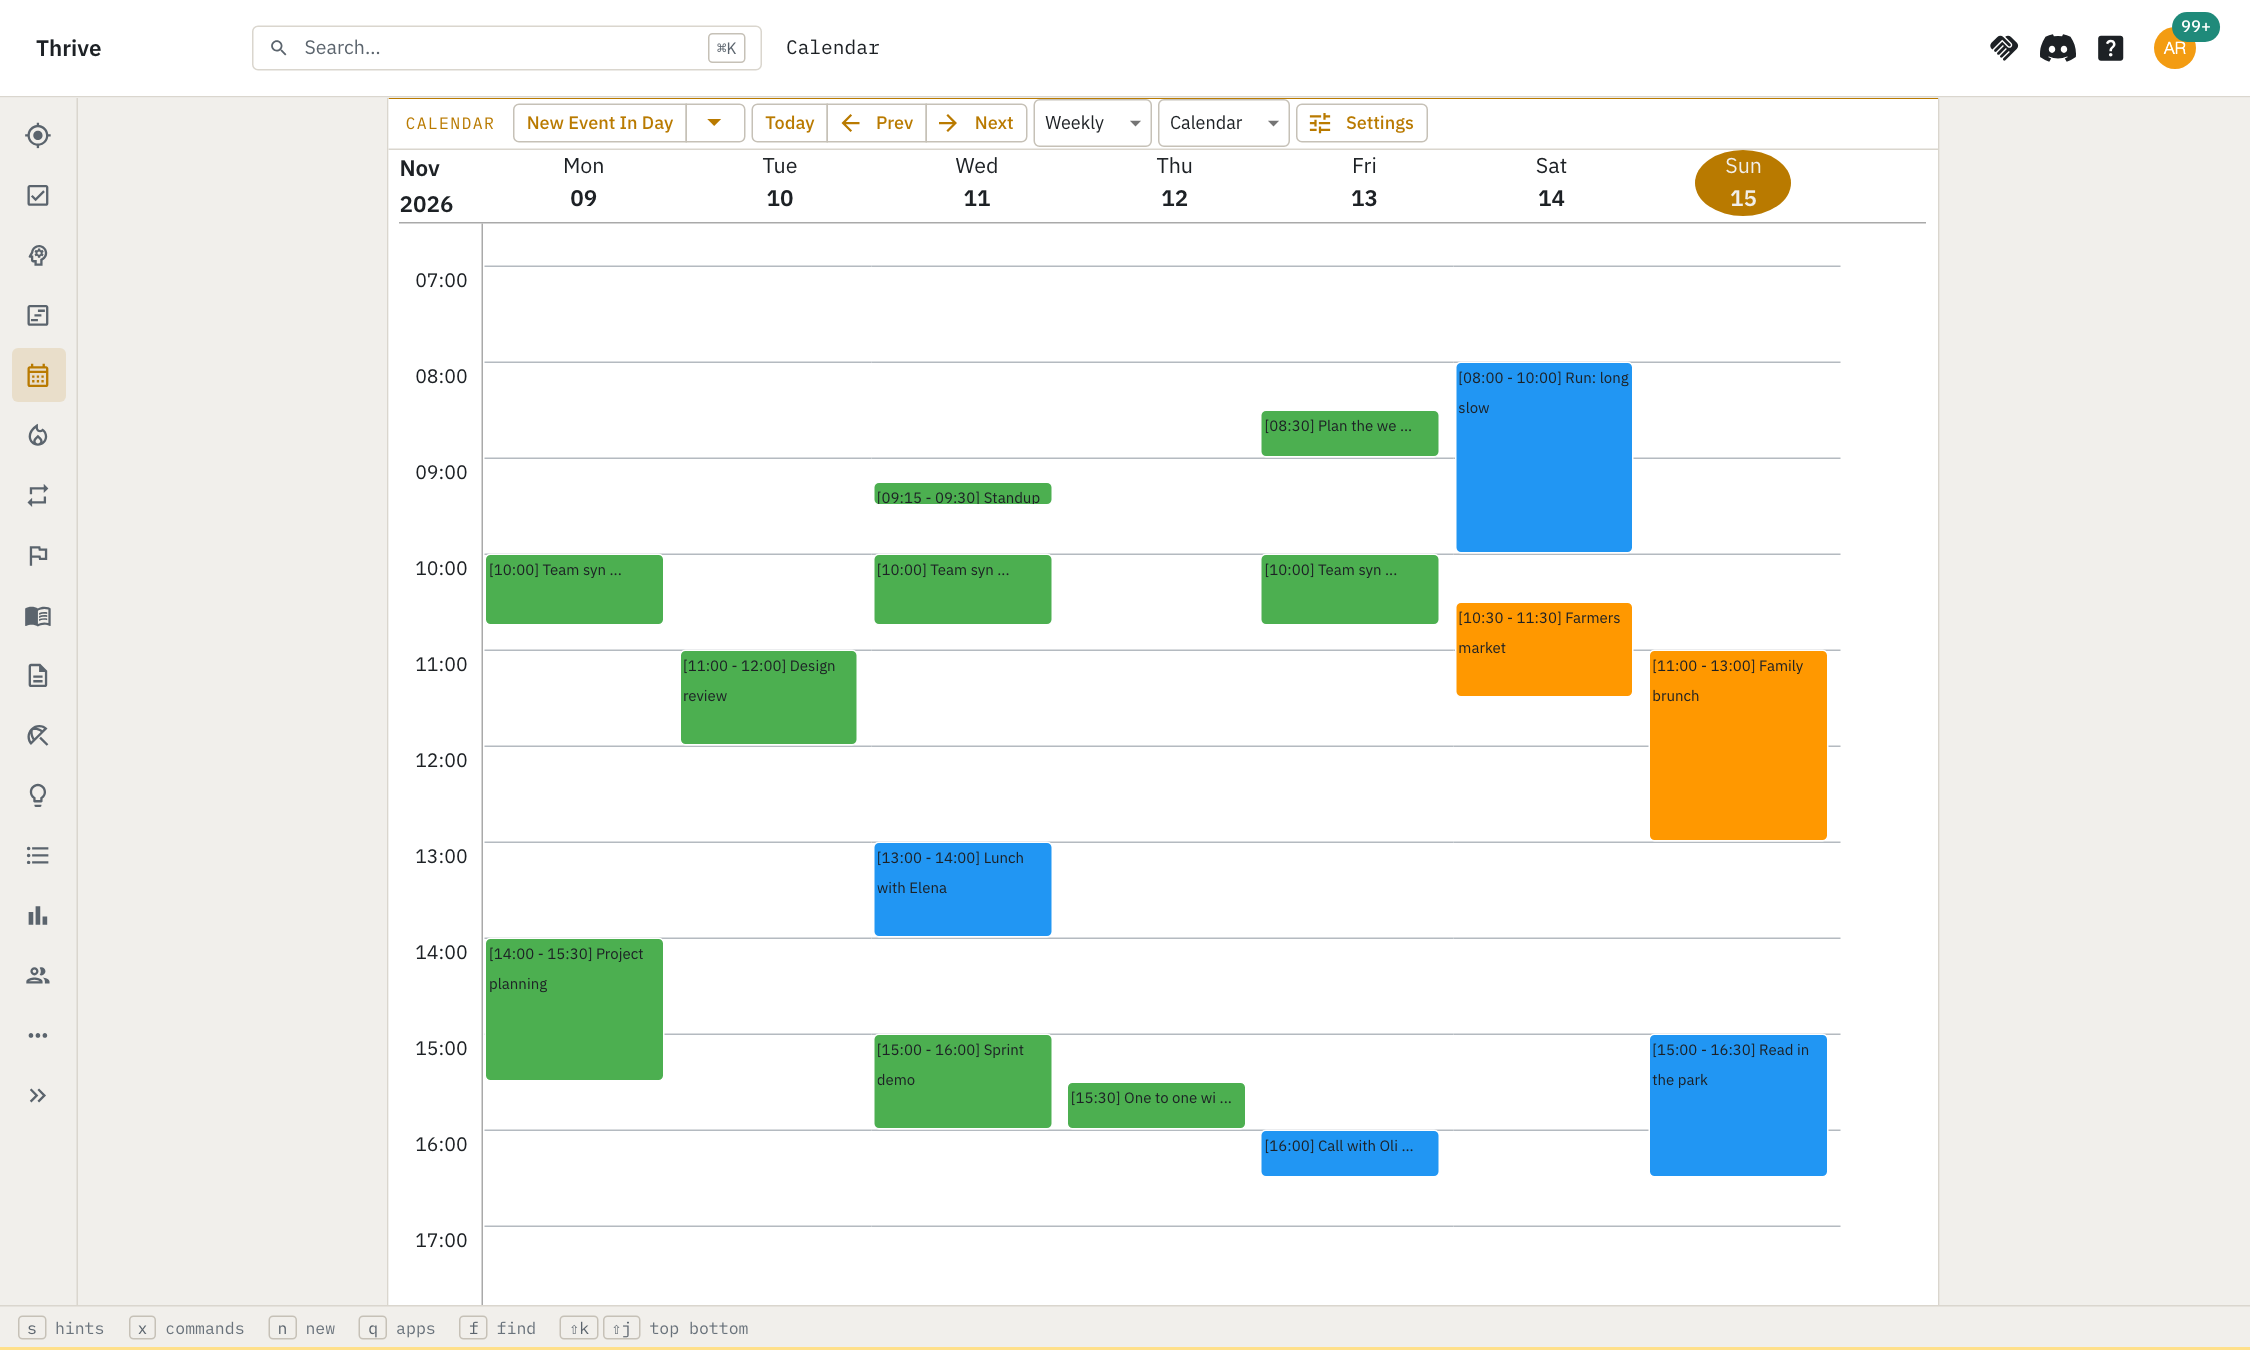 Thrive
Search...
⌘K
Calendar
99+
AR
CALENDAR
New Event In Day
Today
Prev
Next
Weekly
Calendar
Settings
Nov
2026
Mon
09
Tue
10
Wed
11
Thu
12
Fri
13
Sat
14
Sun
15
07:00
08:00
09:00
10:00
11:00
12:00
13:00
14:00
15:00
16:00
17:00
[10:00] Team syn ...
[14:00 - 15:30] Project
planning
[11:00 - 12:00] Design
review
[09:15 - 09:30] Standup
[10:00] Team syn ...
[13:00 - 14:00] Lunch
with Elena
[15:00 - 16:00] Sprint
demo
[15:30] One to one wi ...
[08:30] Plan the we ...
[10:00] Team syn ...
[16:00] Call with Oli ...
[08:00 - 10:00] Run: long
slow
[10:30 - 11:30] Farmers
market
[11:00 - 13:00] Family
brunch
[15:00 - 16:30] Read in
the park
s hints x commands n new q apps f find ⇧k ⇧j top bottom